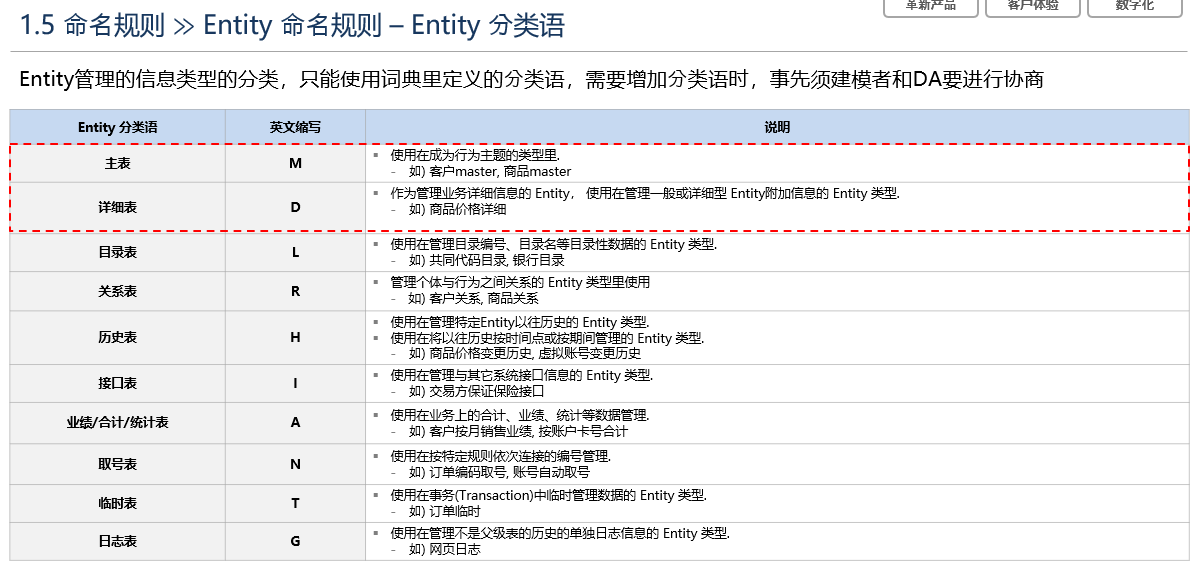 革新产品 客户体验 数字化
1.5 命名规则 ≫ Entity 命名规则 – Entity 分类语
Entity管理的信息类型的分类，只能使用词典里定义的分类语，需要增加分类语时，事先须建模者和DA要进行协商
Entity 分类语 英文缩写 说明
主表 M
▪ 使用在成为行为主题的类型里.
- 如) 客户master, 商品master
详细表 D
▪ 作为管理业务详细信息的 Entity， 使用在管理一般或详细型 Entity附加信息的 Entity 类型.
- 如) 商品价格详细
目录表 L
▪ 使用在管理目录编号、目录名等目录性数据的 Entity 类型.
- 如) 共同代码目录, 银行目录
关系表 R
▪ 管理个体与行为之间关系的 Entity 类型里使用
- 如) 客户关系, 商品关系
历史表 H
▪ 使用在管理特定Entity以往历史的 Entity 类型.
▪ 使用在将以往历史按时间点或按期间管理的 Entity 类型.
- 如) 商品价格变更历史, 虚拟账号变更历史
接口表 I
▪ 使用在管理与其它系统接口信息的 Entity 类型.
- 如) 交易方保证保险接口
业绩/合计/统计表 A
▪ 使用在业务上的合计、业绩、统计等数据管理.
- 如) 客户按月销售业绩, 按账户卡号合计
取号表 N
▪ 使用在按特定规则依次连接的编号管理.
- 如) 订单编码取号, 账号自动取号
临时表 T
▪ 使用在事务(Transaction)中临时管理数据的 Entity 类型.
- 如) 订单临时
日志表 G
▪ 使用在管理不是父级表的历史的单独日志信息的 Entity 类型.
- 如) 网页日志